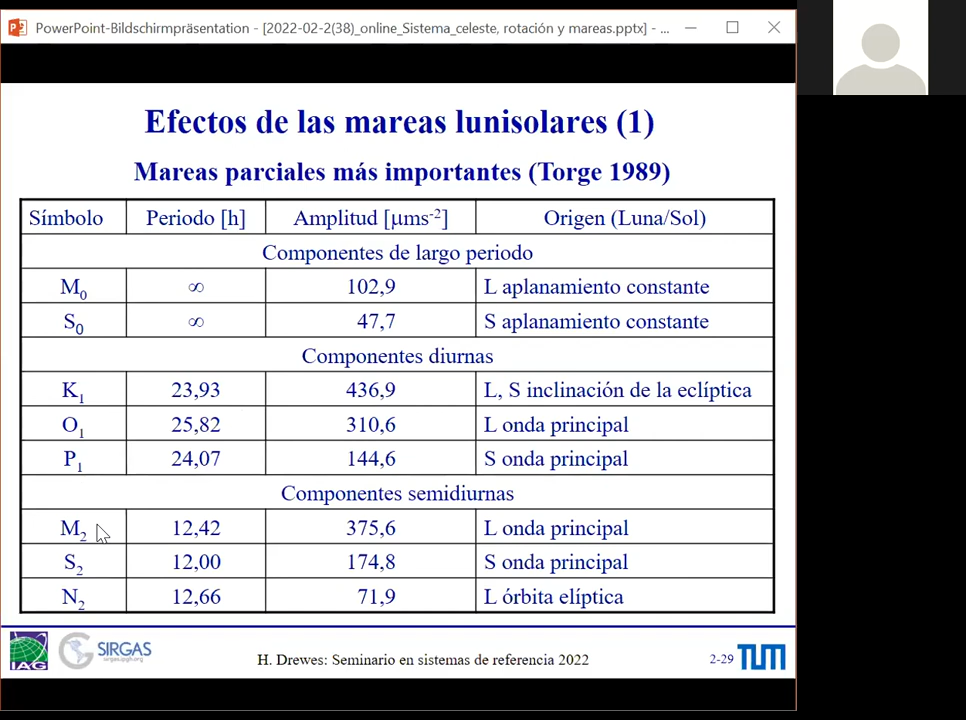 PowerPoint-Bildschirmpräsentation - [2022-02-2(38)_online_Sistema_celeste, rotación y mareas.pptx] - ...
Efectos de las mareas lunisolares (1)
Mareas parciales más importantes (Torge 1989)
Símbolo Periodo [h] Amplitud [μms⁻²] Origen (Luna/Sol)
Componentes de largo periodo
M₀ ∞ 102,9 L aplanamiento constante
S₀ ∞ 47,7 S aplanamiento constante
Componentes diurnas
K₁ 23,93 436,9 L, S inclinación de la eclíptica
O₁ 25,82 310,6 L onda principal
P₁ 24,07 144,6 S onda principal
Componentes semidiurnas
M₂ 12,42 375,6 L onda principal
S₂ 12,00 174,8 S onda principal
N₂ 12,66 71,9 L órbita elíptica
IAG SIRGAS
sirgas.ipgh.org
H. Drewes: Seminario en sistemas de referencia 2022
2-29 TUM